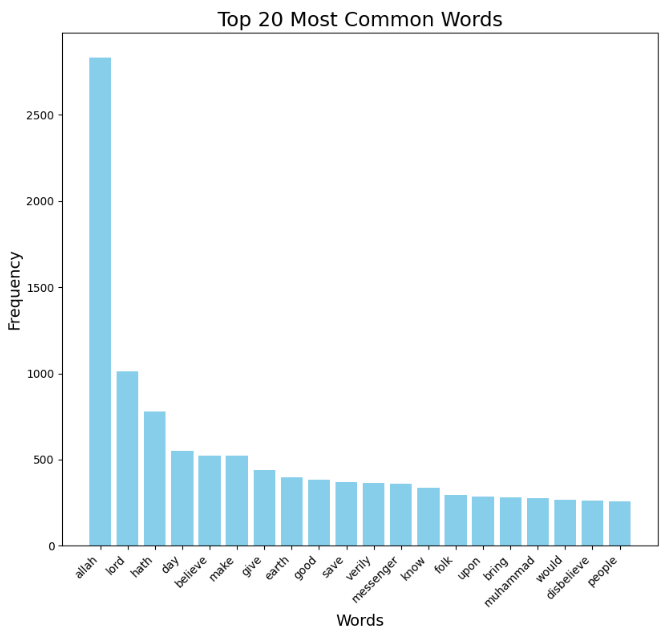 Top 20 Most Common Words
Frequency
2500
2000
1500
1000
500
0
allah
lord
hath
day
believe
make
give
earth
good
save
verily
messenger
know
folk
upon
bring
muhammad
would
disbelieve
people
Words